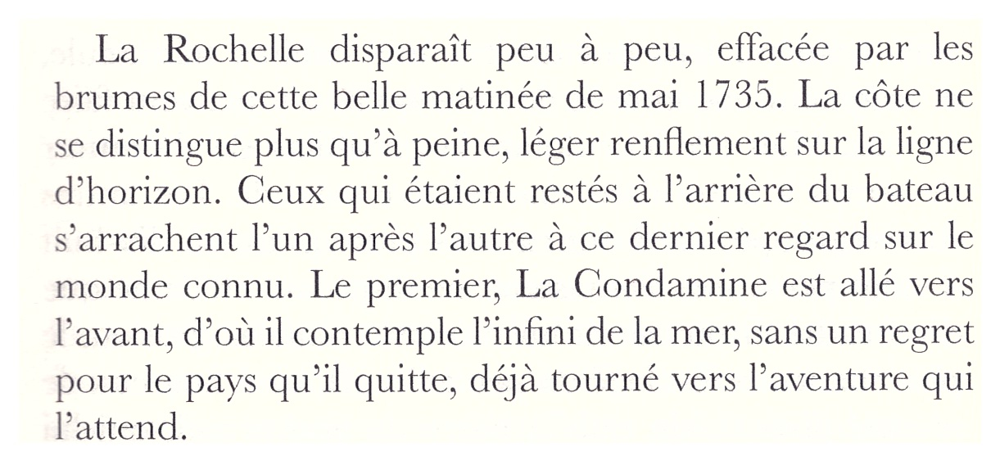 La Rochelle disparaît peu à peu, effacée par les
brumes de cette belle matinée de mai 1735. La côte ne
se distingue plus qu’à peine, léger renflement sur la ligne
d’horizon. Ceux qui étaient restés à l’arrière du bateau
s’arrachent l’un après l’autre à ce dernier regard sur le
monde connu. Le premier, La Condamine est allé vers
l’avant, d’où il contemple l’infini de la mer, sans un regret
pour le pays qu’il quitte, déjà tourné vers l’aventure qui
l’attend.